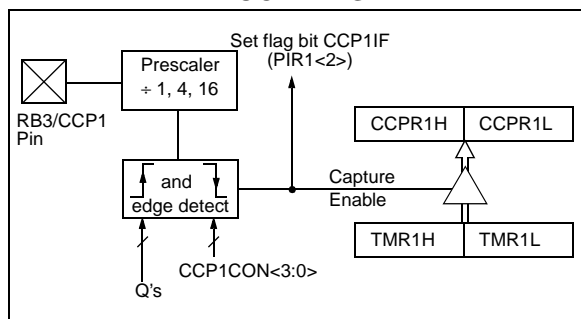 Set flag bit CCP1IF
(PIR1<2>)
Prescaler
÷ 1, 4, 16
RB3/CCP1
Pin
CCPR1H
CCPR1L
and
edge detect
Capture
Enable
TMR1H
TMR1L
CCP1CON<3:0>
Q's